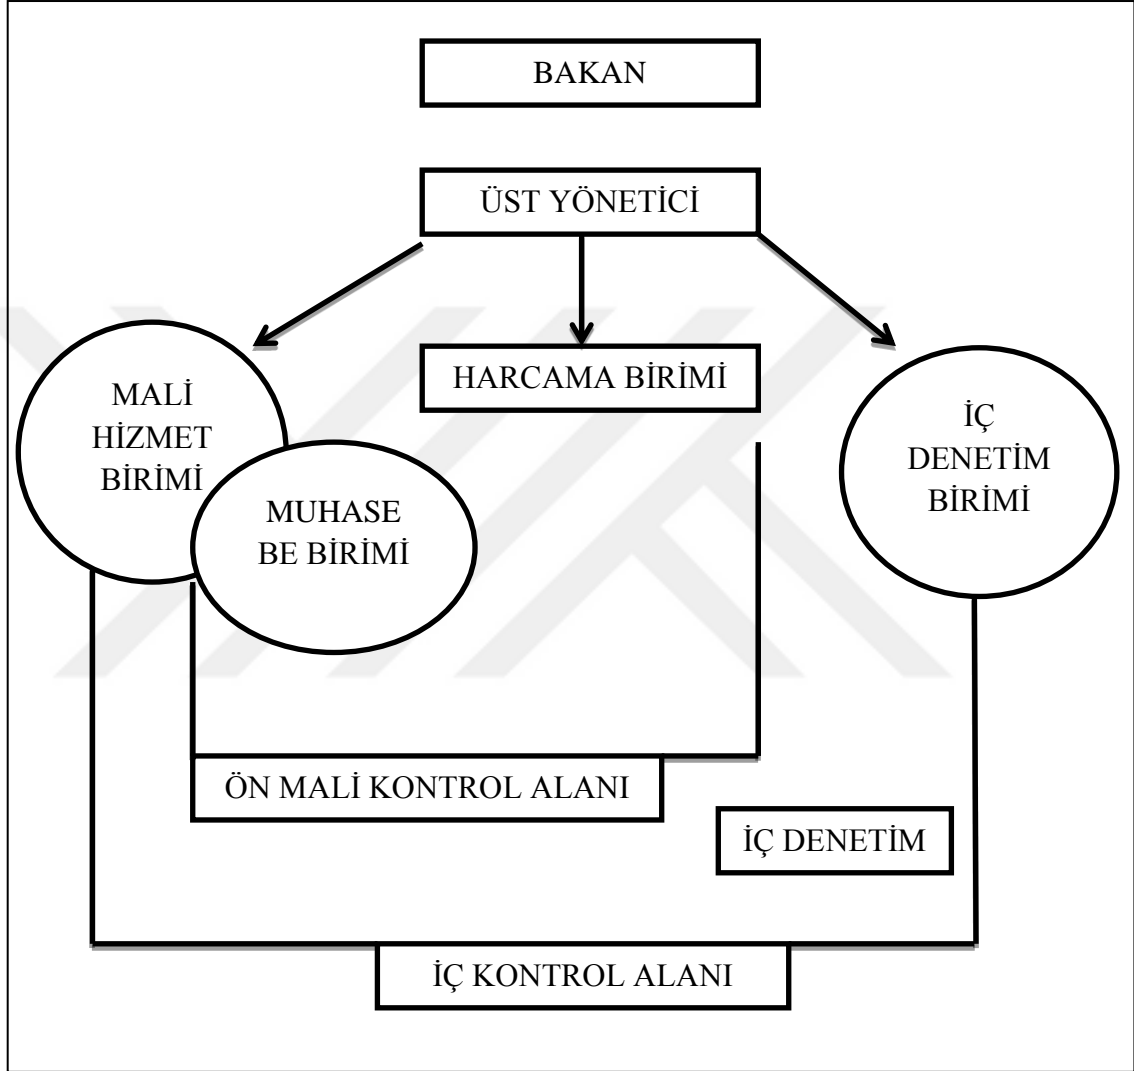 BAKAN
ÜST YÖNETİCİ
HARCAMA BİRİMİ
MALİ
HİZMET
BİRİMİ
MUHASE
BE BİRİMİ
İÇ
DENETİM
BİRİMİ
ÖN MALİ KONTROL ALANI
İÇ DENETİM
İÇ KONTROL ALANI